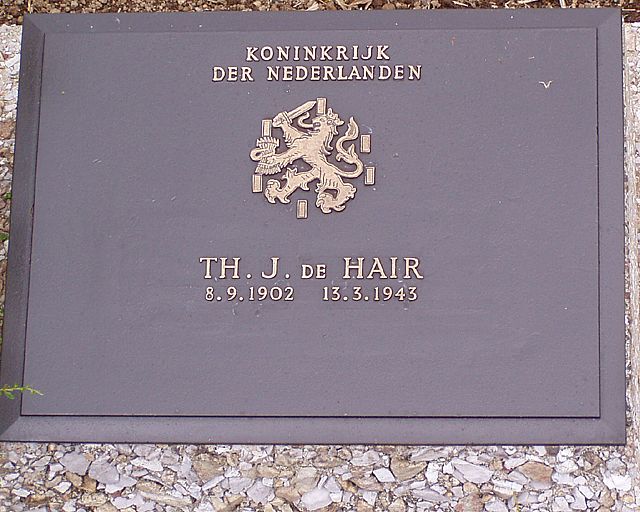 KONINKRIJK
DER NEDERLANDEN
TH. J. DE HAIR
8.9.1902 13.3.1943